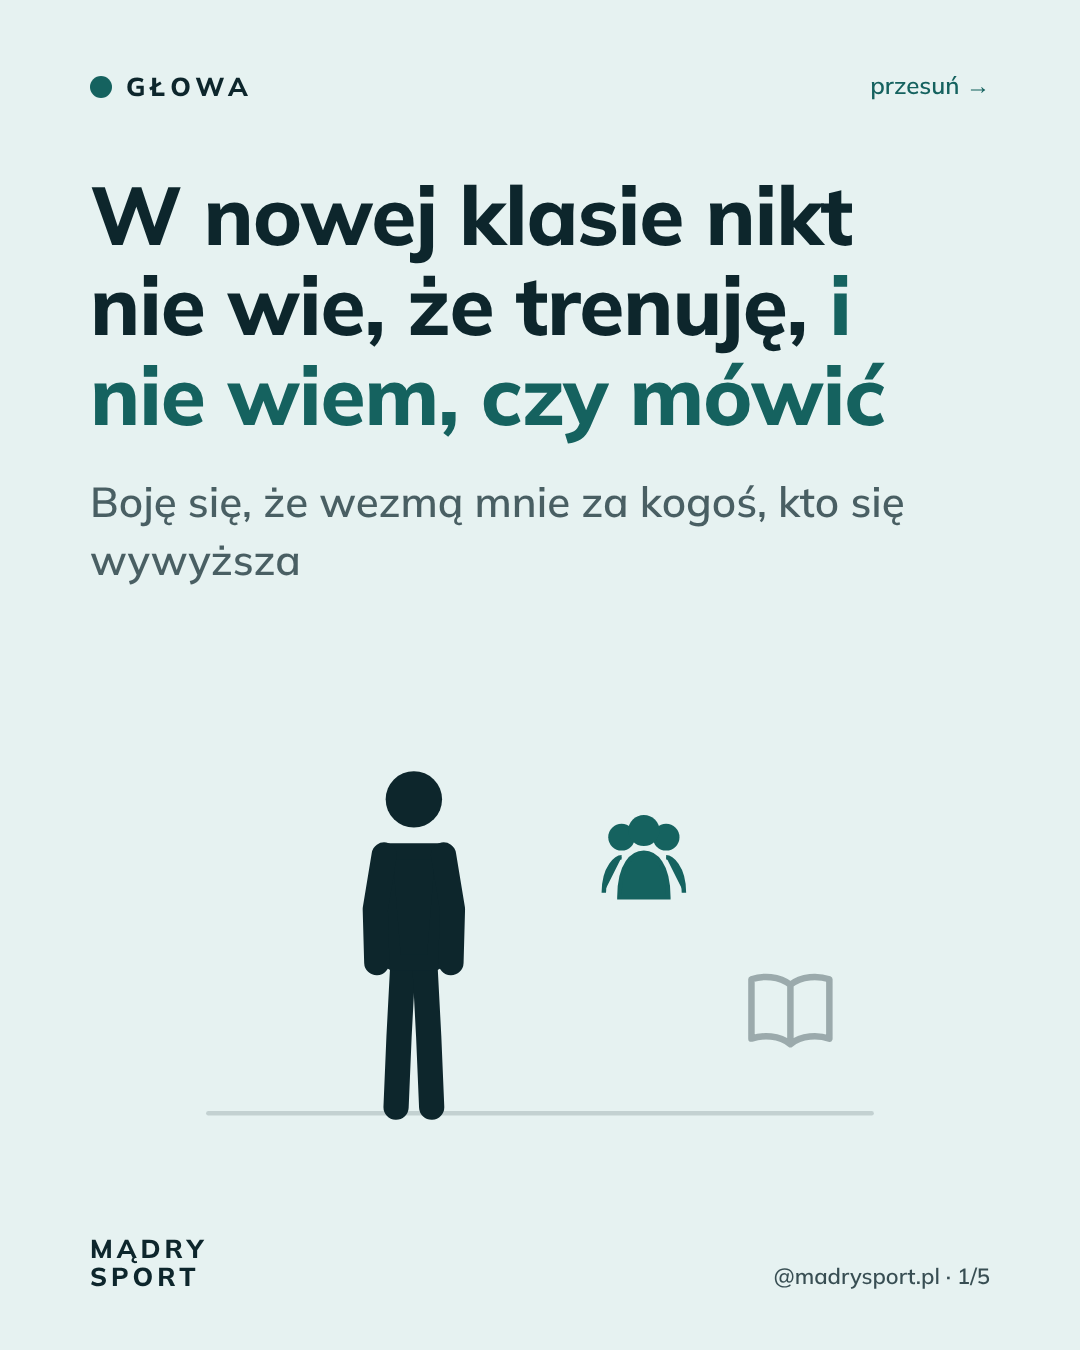 GŁOWA
przesuń →
W nowej klasie nikt
nie wie, że trenuję, i
nie wiem, czy mówić
Boję się, że wezmą mnie za kogoś, kto się
wywyższa
MĄDRY
SPORT
@madrysport.pl · 1/5